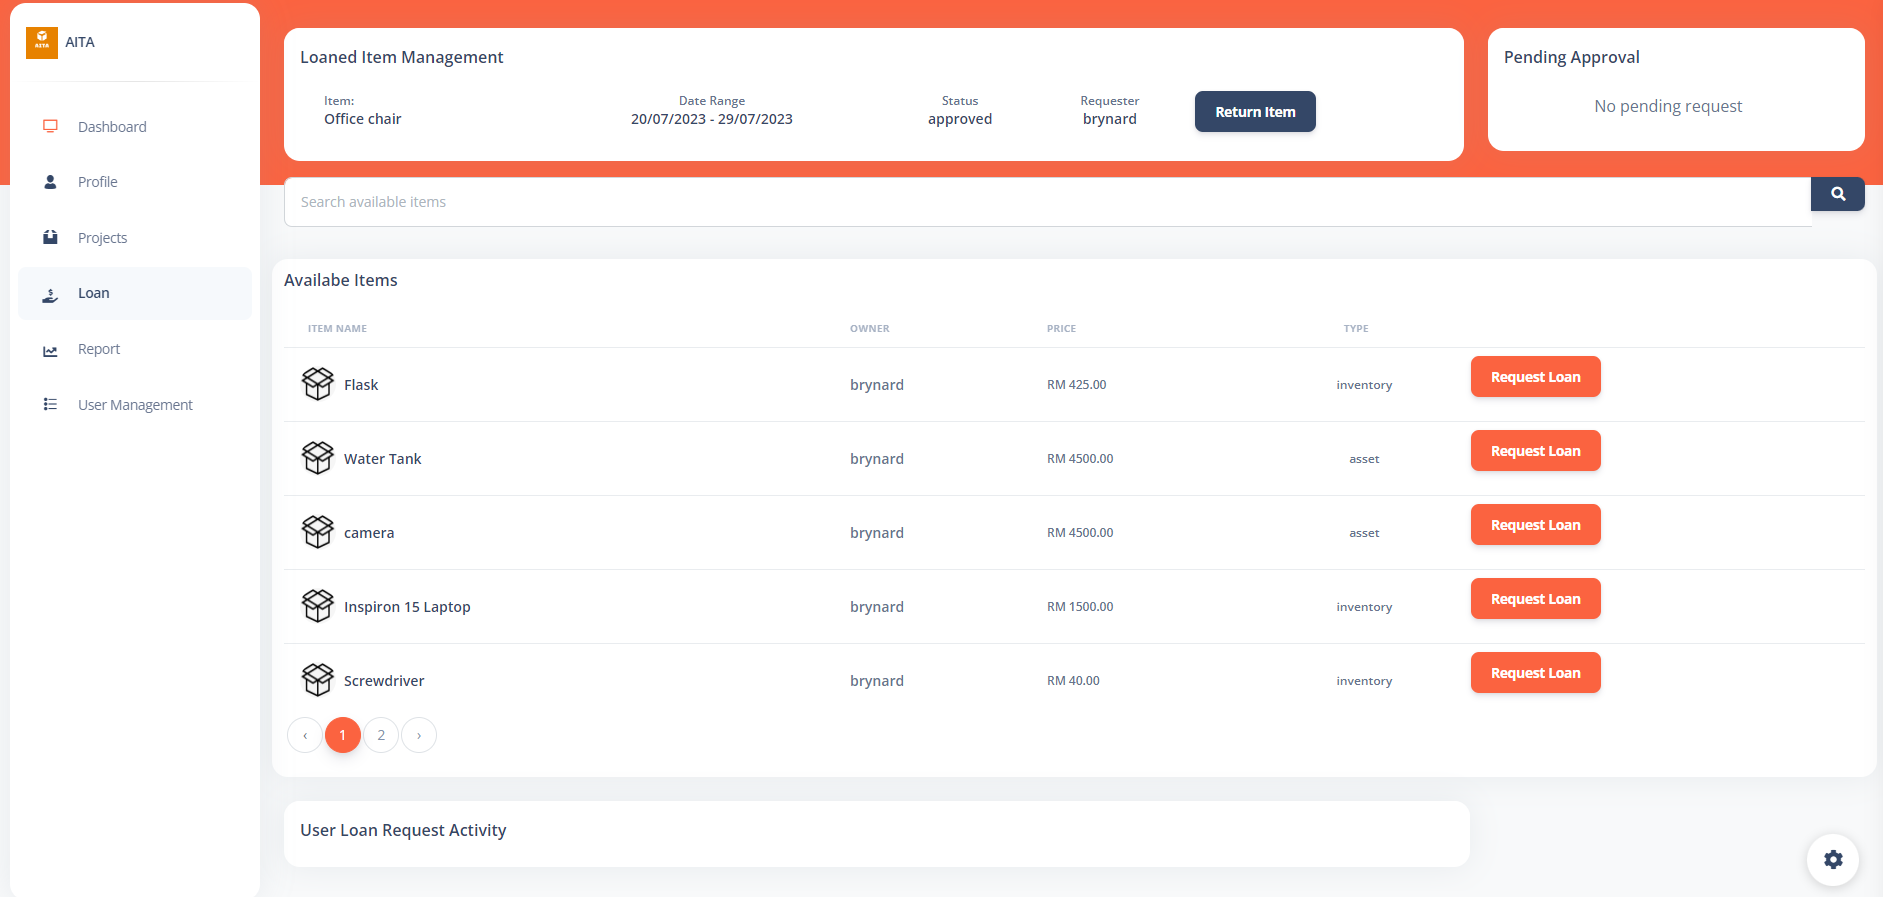 AITA
AITA
Dashboard
Profile
Projects
Loan
Report
User Management
Loaned Item Management
Item: Date Range Status Requester
Office chair 20/07/2023 - 29/07/2023 approved brynard Return Item
Pending Approval
No pending request
Search available items
Availabe Items
ITEM NAME OWNER PRICE TYPE
Flask brynard RM 425.00 inventory Request Loan
Water Tank brynard RM 4500.00 asset Request Loan
camera brynard RM 4500.00 asset Request Loan
Inspiron 15 Laptop brynard RM 1500.00 inventory Request Loan
Screwdriver brynard RM 40.00 inventory Request Loan
‹ 1 2 ›
User Loan Request Activity